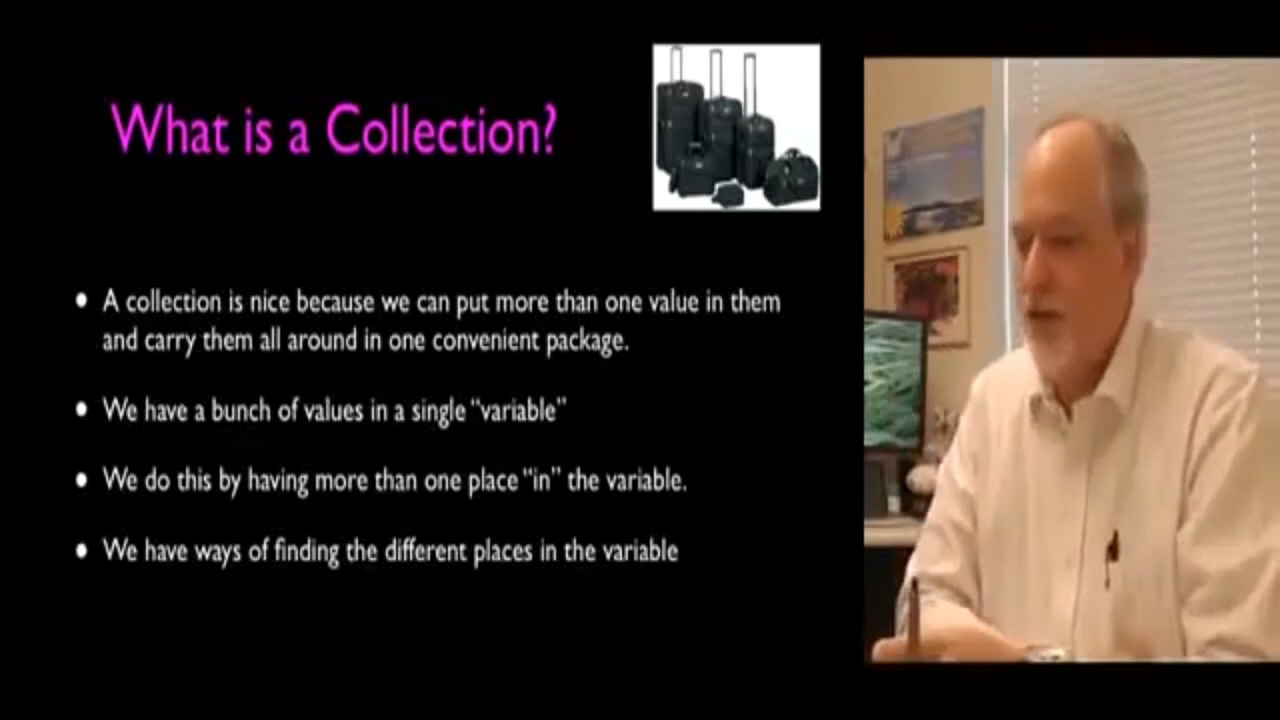 What is a Collection?
• A collection is nice because we can put more than one value in them
and carry them all around in one convenient package.
• We have a bunch of values in a single “variable”
• We do this by having more than one place “in” the variable.
• We have ways of finding the different places in the variable